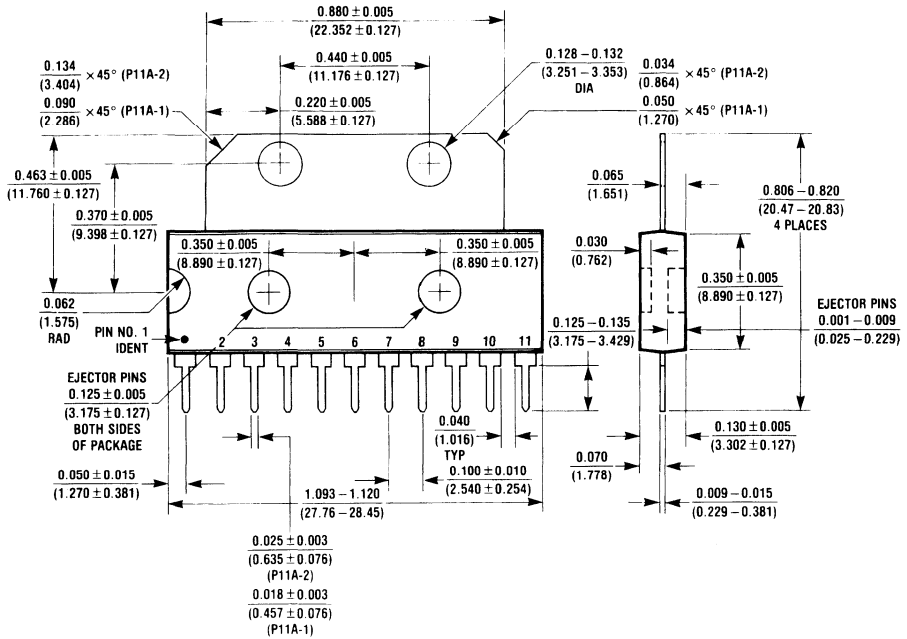 0.880 ± 0.005
(22.352 ± 0.127)
0.440 ± 0.005
(11.176 ± 0.127)
0.220 ± 0.005
(5.588 ± 0.127)
0.134
(3.404) × 45° (P11A-2)
0.090
(2 286) × 45° (P11A-1)
0.128 – 0.132
(3.251 – 3.353)
DIA
0.034
(0.864) × 45° (P11A-2)
0.050
(1.270) × 45° (P11A-1)
0.463 ± 0.005
(11.760 ± 0.127)
0.370 ± 0.005
(9.398 ± 0.127)
0.350 ± 0.005
(8.890 ± 0.127)
0.350 ± 0.005
(8.890 ± 0.127)
0.062
(1.575)
RAD
PIN NO. 1
IDENT
2 3 4 5 6 7 8 9 10 11
EJECTOR PINS
0.125 ± 0.005
(3.175 ± 0.127)
BOTH SIDES
OF PACKAGE
0.125 – 0.135
(3.175 – 3.429)
0.040
(1.016)
TYP
0.050 ± 0.015
(1.270 ± 0.381)
1.093 – 1.120
(27.76 – 28.45)
0.100 ± 0.010
(2.540 ± 0.254)
0.025 ± 0.003
(0.635 ± 0.076)
(P11A-2)
0.018 ± 0.003
(0.457 ± 0.076)
(P11A-1)
0.065
(1.651)
0.806 – 0.820
(20.47 – 20.83)
4 PLACES
0.030
(0.762)
0.350 ± 0.005
(8.890 ± 0.127)
EJECTOR PINS
0.001 – 0.009
(0.025 – 0.229)
0.130 ± 0.005
(3.302 ± 0.127)
0.070
(1.778)
0.009 – 0.015
(0.229 – 0.381)